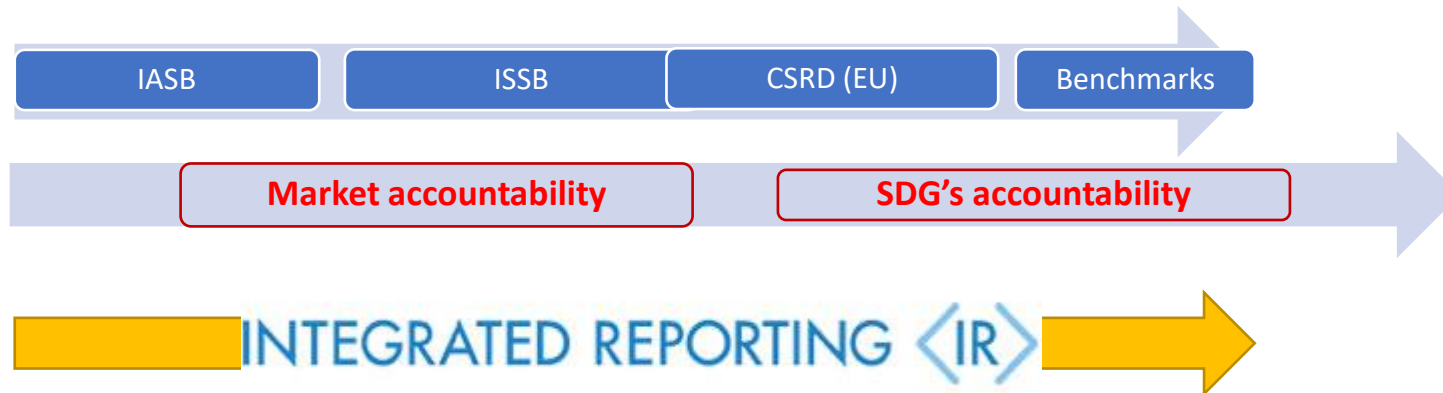 IASB ISSB CSRD (EU) Benchmarks
Market accountability SDG’s accountability
INTEGRATED REPORTING <IR>